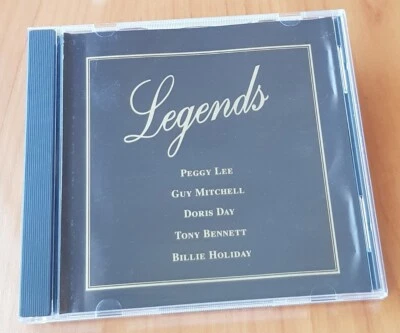 Legends
PEGGY LEE
GUY MITCHELL
DORIS DAY
TONY BENNETT
BILLIE HOLIDAY